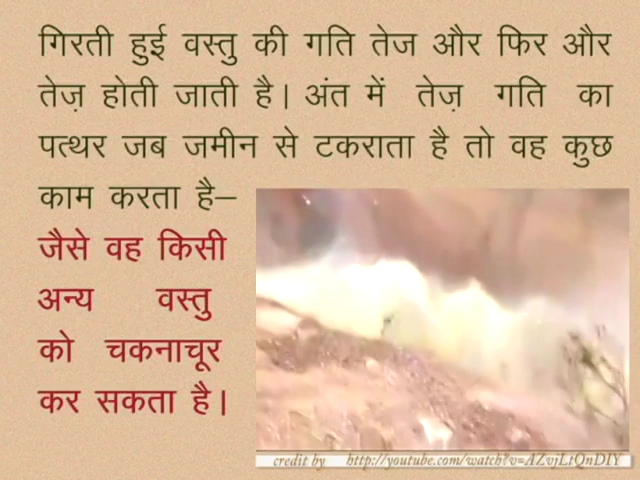 गिरती हुई वस्तु की गति तेज और फिर और
तेज़ होती जाती है। अंत में तेज़ गति का
पत्थर जब जमीन से टकराता है तो वह कुछ
काम करता है–
जैसे वह किसी
अन्य वस्तु
को चकनाचूर
कर सकता है।
credit by http://youtube.com/watch?v=AZvjLtQnDIY